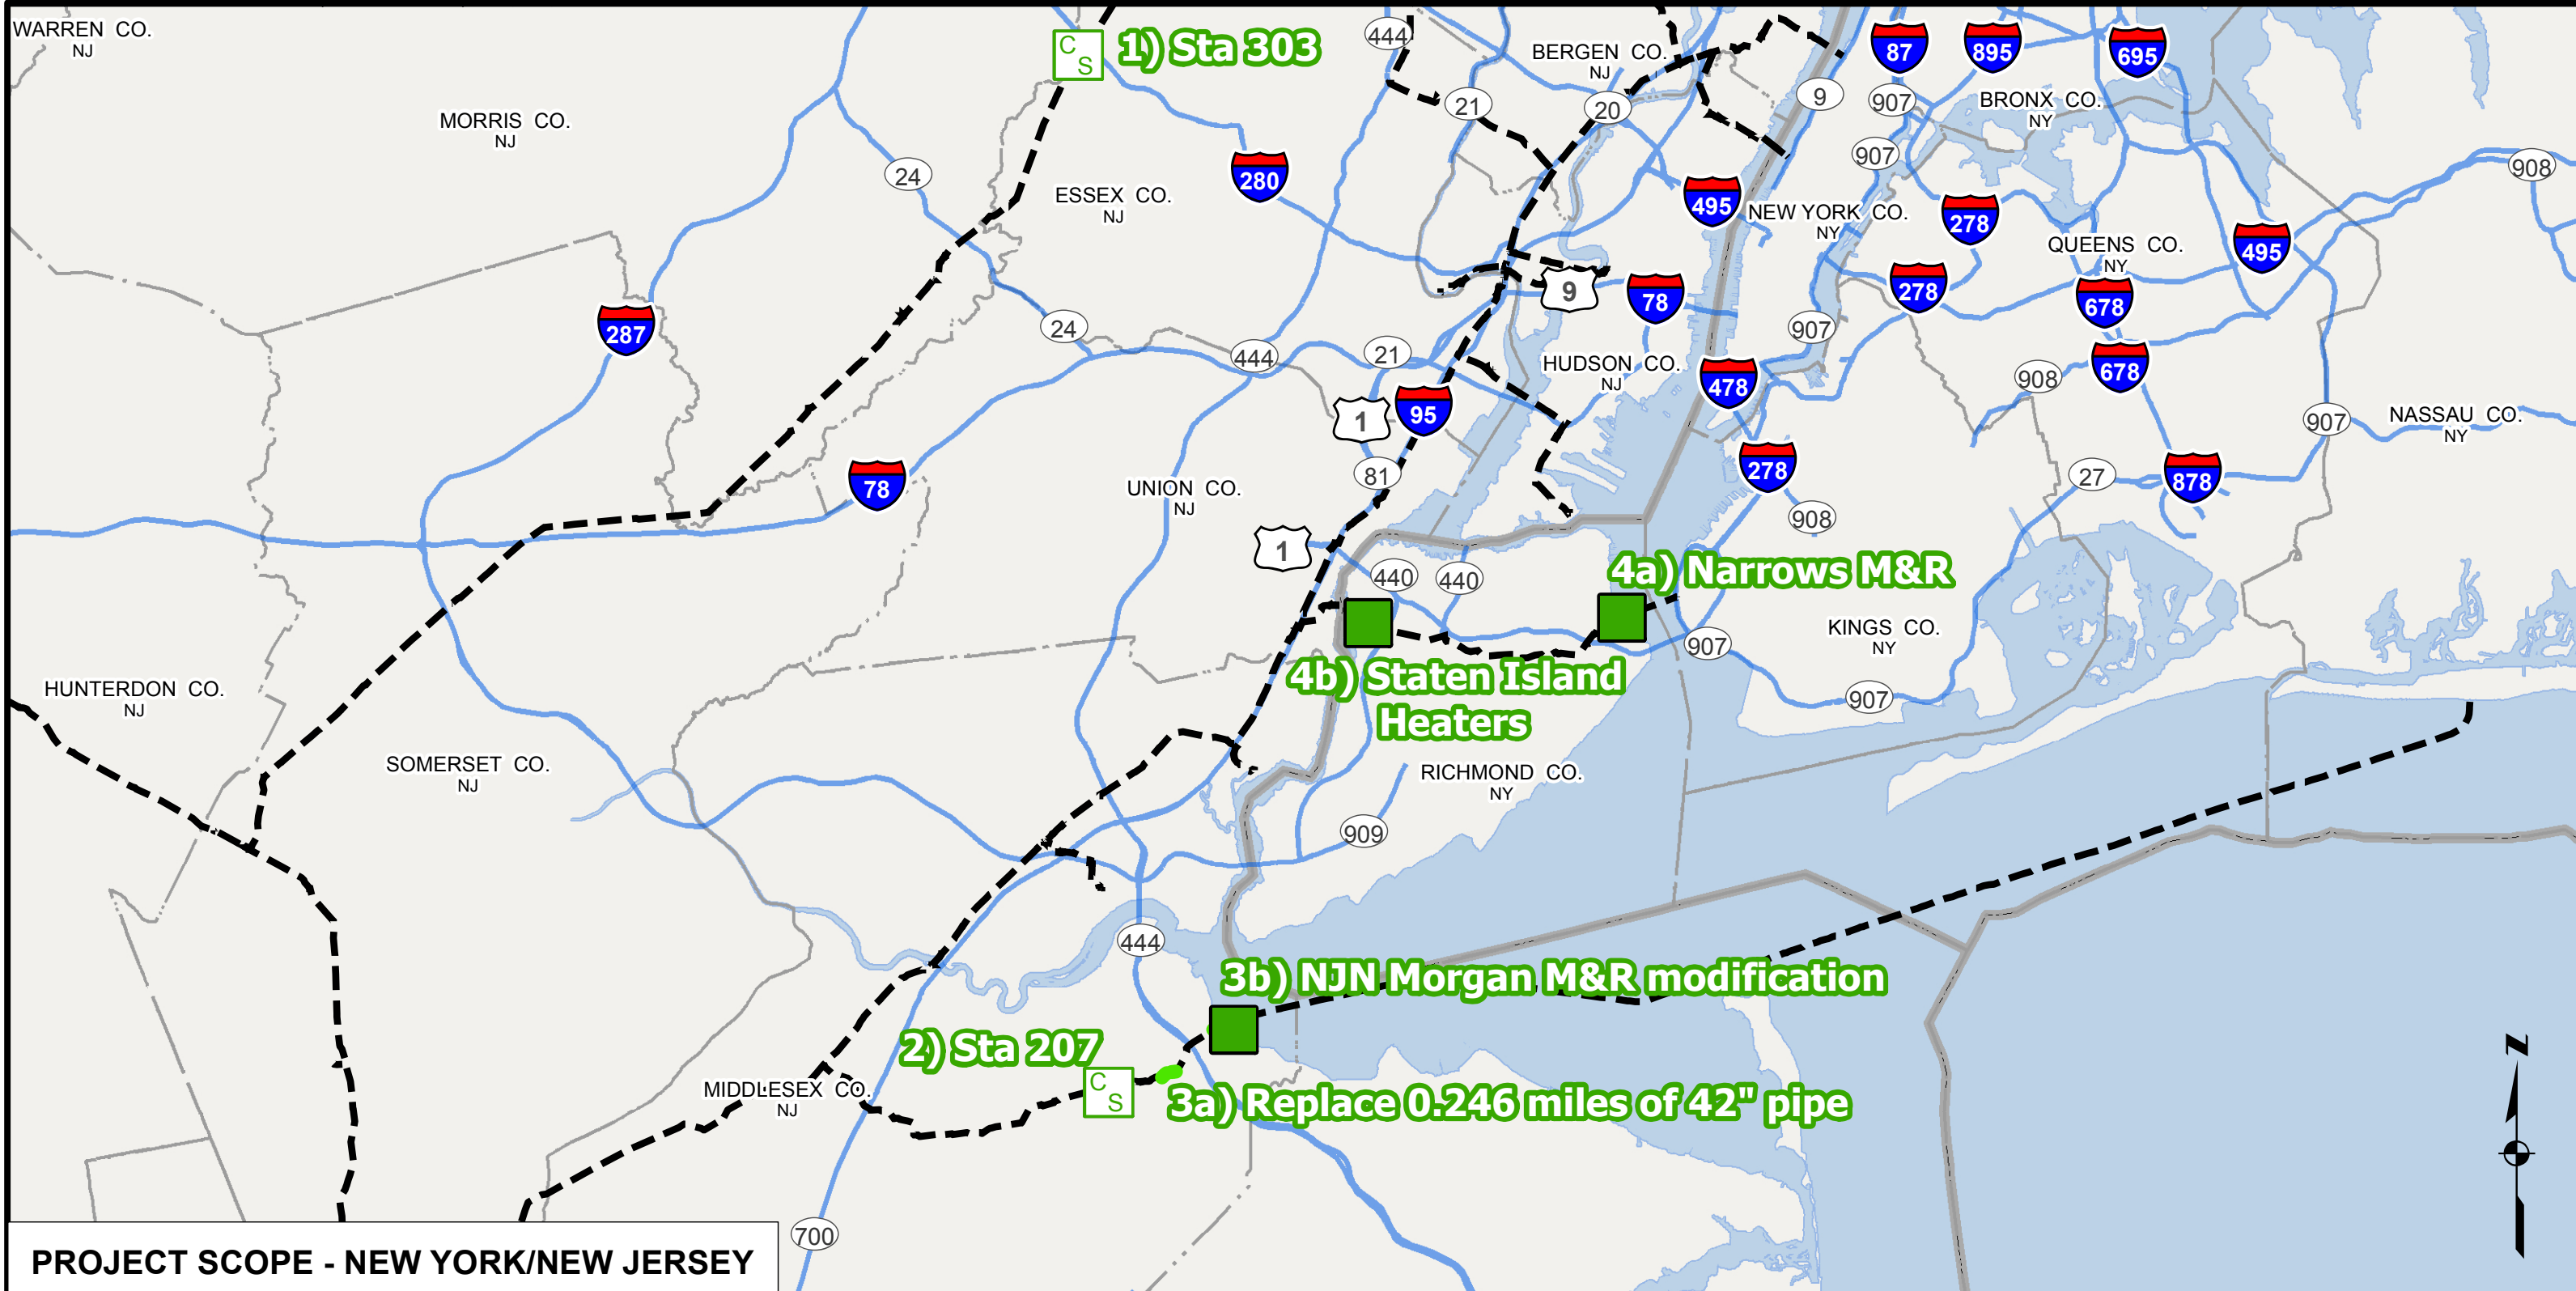 WARREN CO.
NJ
C
S
1) Sta 303
444
BERGEN CO.
NJ
87
895
695
MORRIS CO.
NJ
21
20
9
907
BRONX CO.
NY
24
280
907
908
ESSEX CO.
NJ
495
NEW YORK CO.
NY
278
QUEENS CO.
NY
495
287
9
78
278
678
24
444
21
907
HUDSON CO.
NJ
478
908
678
1
95
907
NASSAU CO.
NY
78
81
278
27
878
UNION CO.
NJ
908
1
440
440
4a) Narrows M&R
KINGS CO.
NY
907
HUNTERDON CO.
NJ
4b) Staten Island
Heaters
907
SOMERSET CO.
NJ
RICHMOND CO.
NY
909
444
3b) NJN Morgan M&R modification
2) Sta 207
MIDDLESEX CO.
NJ
C
S
3a) Replace 0.246 miles of 42" pipe
N
700
PROJECT SCOPE - NEW YORK/NEW JERSEY